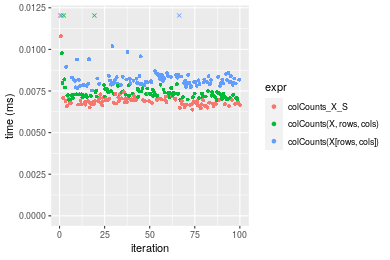 0.0125
0.0100
0.0075
0.0050
0.0025
0.0000
time (ms)
0
25
50
75
100
iteration
expr
colCounts_X_S
colCounts(X, rows, cols)
colCounts(X[rows, cols])